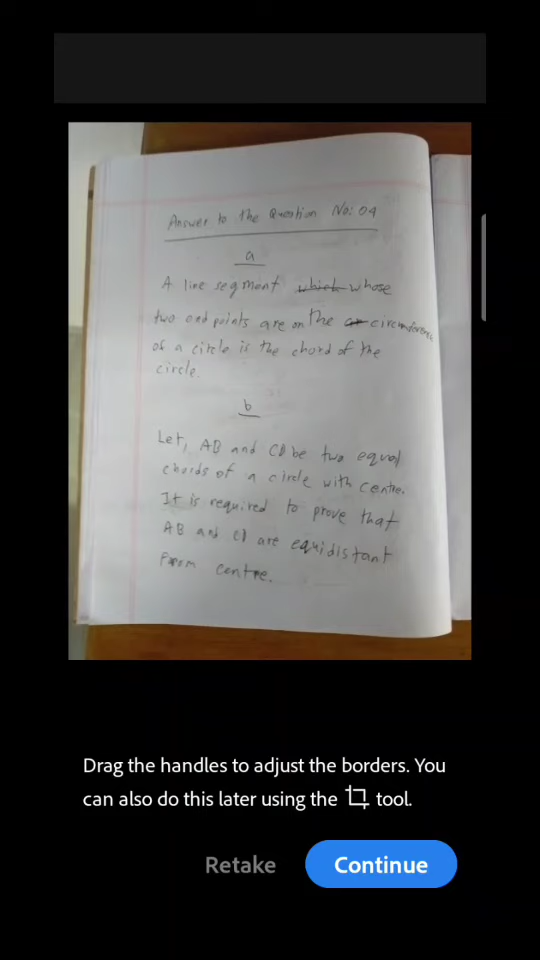 Answer to the Question No: 04
a
A line segment which whose
two end points are on the cr circumference
of a circle is the chord of the
circle.
b
Let, AB and CD be two equal
chords of a circle with centre.
It is required to prove that
AB and CD are equidistant
From centre.
Drag the handles to adjust the borders. You
can also do this later using the tool.
Retake
Continue